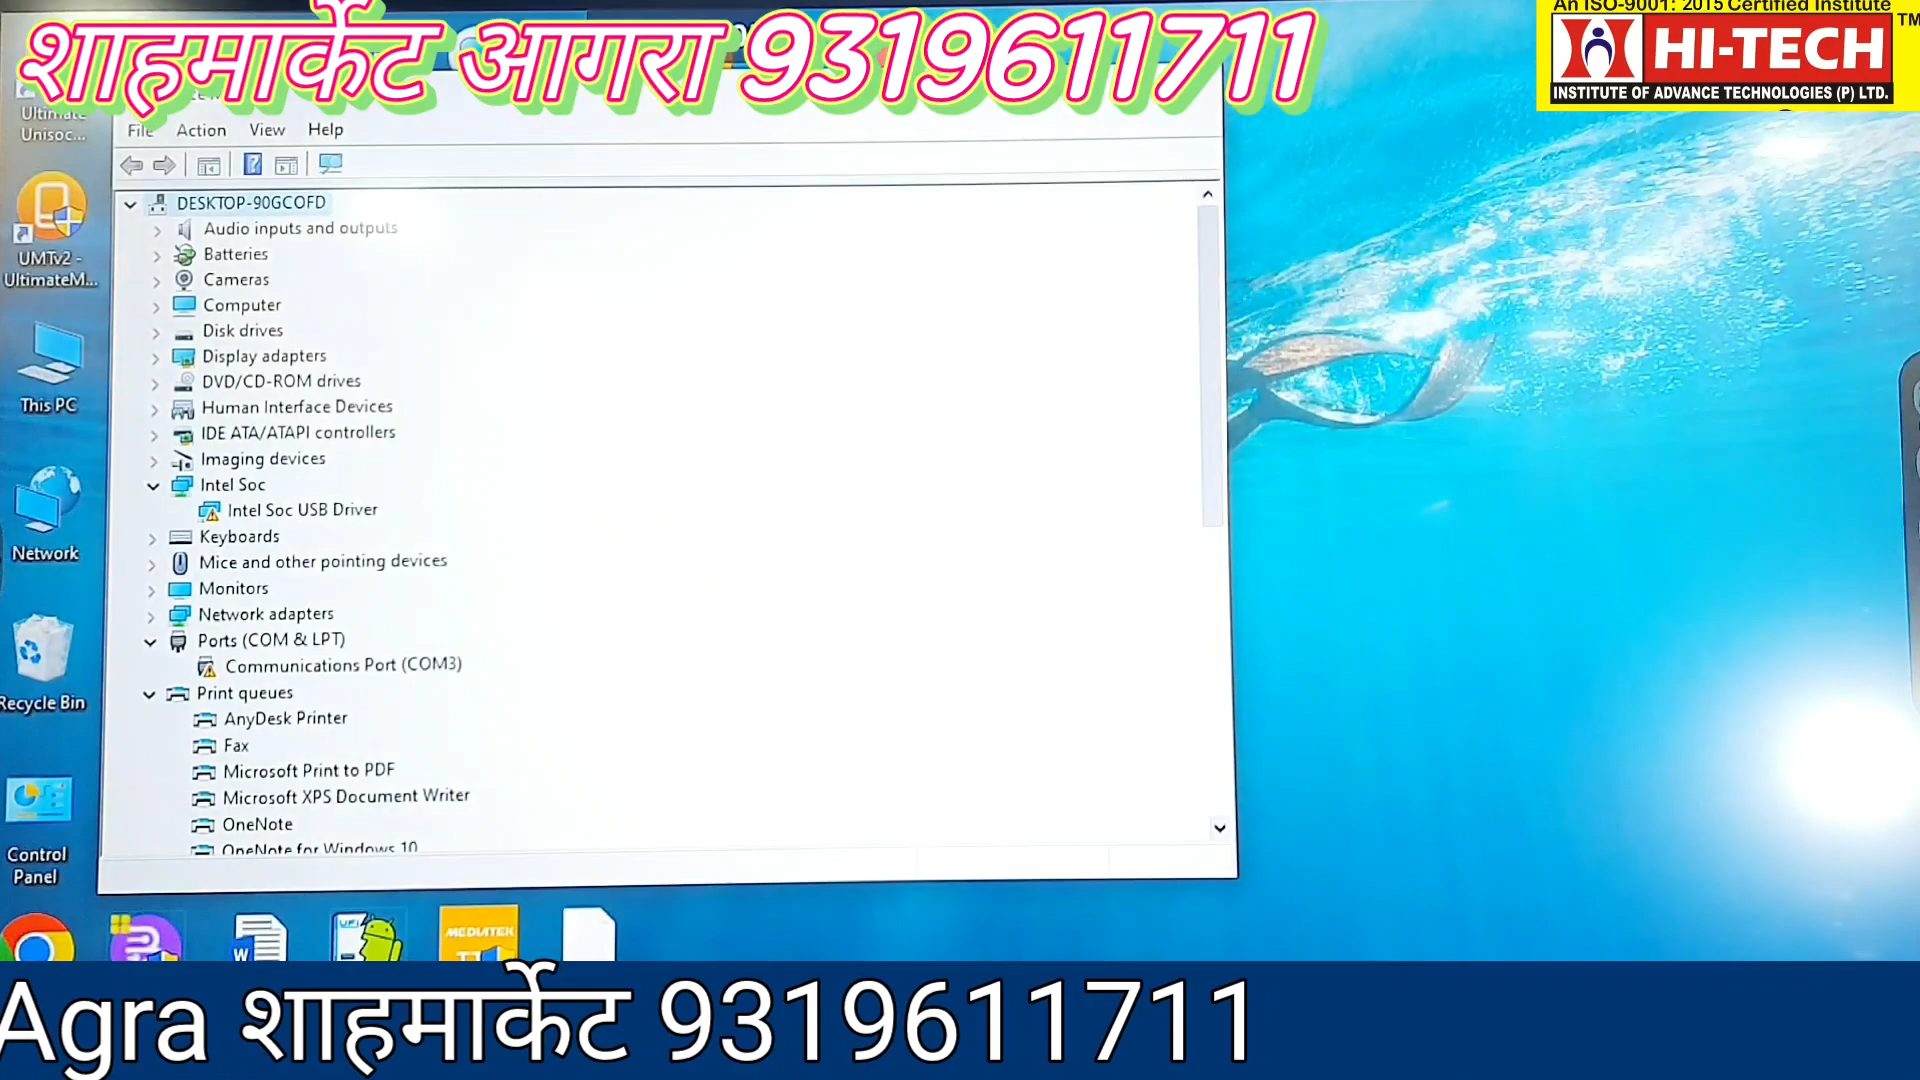 शाहमार्केट आगरा 9319611711
An ISO-9001: 2015 Certified Institute
TM
HI-TECH
INSTITUTE OF ADVANCE TECHNOLOGIES (P) LTD.
Ultimate
Unisoc...
UMTv2 -
UltimateM...
This PC
Network
Recycle Bin
Control
Panel
File Action View Help
DESKTOP-90GCOFD
Audio inputs and outputs
Batteries
Cameras
Computer
Disk drives
Display adapters
DVD/CD-ROM drives
Human Interface Devices
IDE ATA/ATAPI controllers
Imaging devices
Intel Soc
Intel Soc USB Driver
Keyboards
Mice and other pointing devices
Monitors
Network adapters
Ports (COM & LPT)
Communications Port (COM3)
Print queues
AnyDesk Printer
Fax
Microsoft Print to PDF
Microsoft XPS Document Writer
OneNote
OneNote for Windows 10
UFI
W
MEDIATEK
Agra शाहमार्केट 9319611711